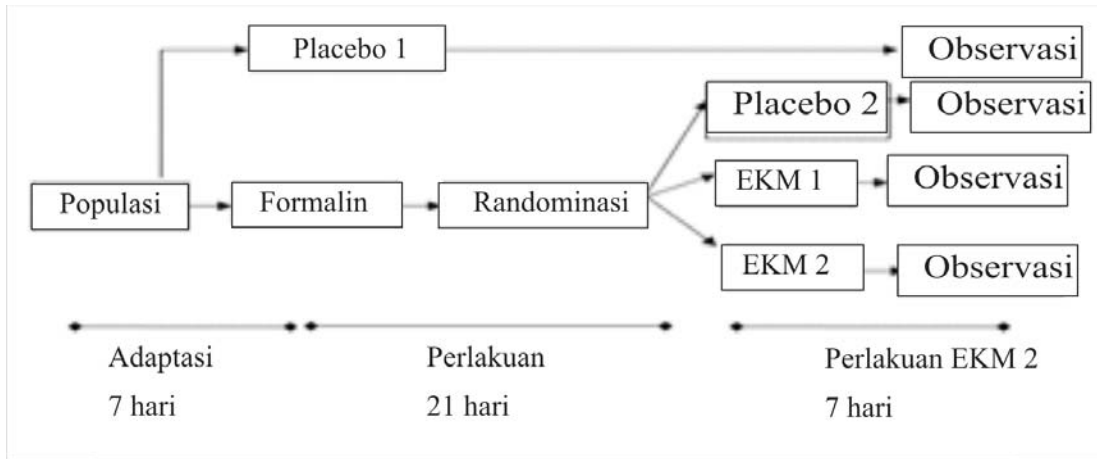 Placebo 1
Observasi
Placebo 2
Observasi
Populasi
Formalin
Randominasi
EKM 1
Observasi
EKM 2
Observasi
Adaptasi
7 hari
Perlakuan
21 hari
Perlakuan EKM 2
7 hari